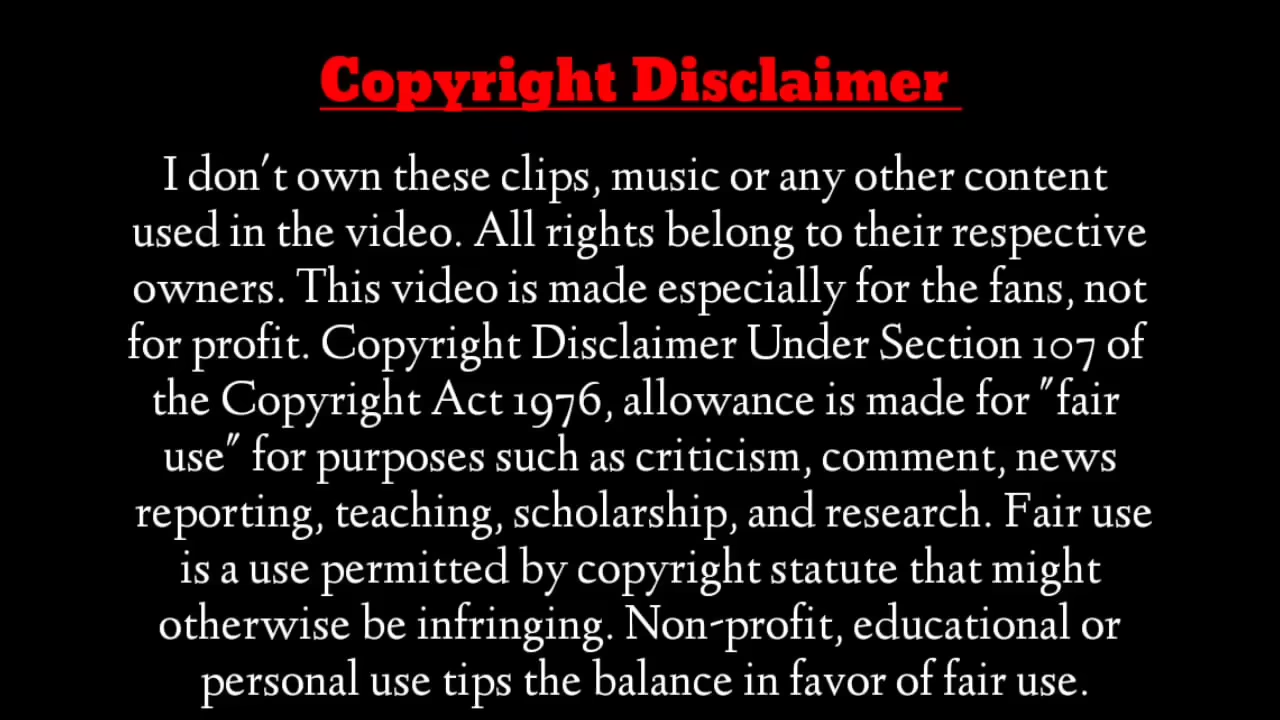 Copyright Disclaimer
I don't own these clips, music or any other content
used in the video. All rights belong to their respective
owners. This video is made especially for the fans, not
for profit. Copyright Disclaimer Under Section 107 of
the Copyright Act 1976, allowance is made for "fair
use" for purposes such as criticism, comment, news
reporting, teaching, scholarship, and research. Fair use
is a use permitted by copyright statute that might
otherwise be infringing. Non-profit, educational or
personal use tips the balance in favor of fair use.